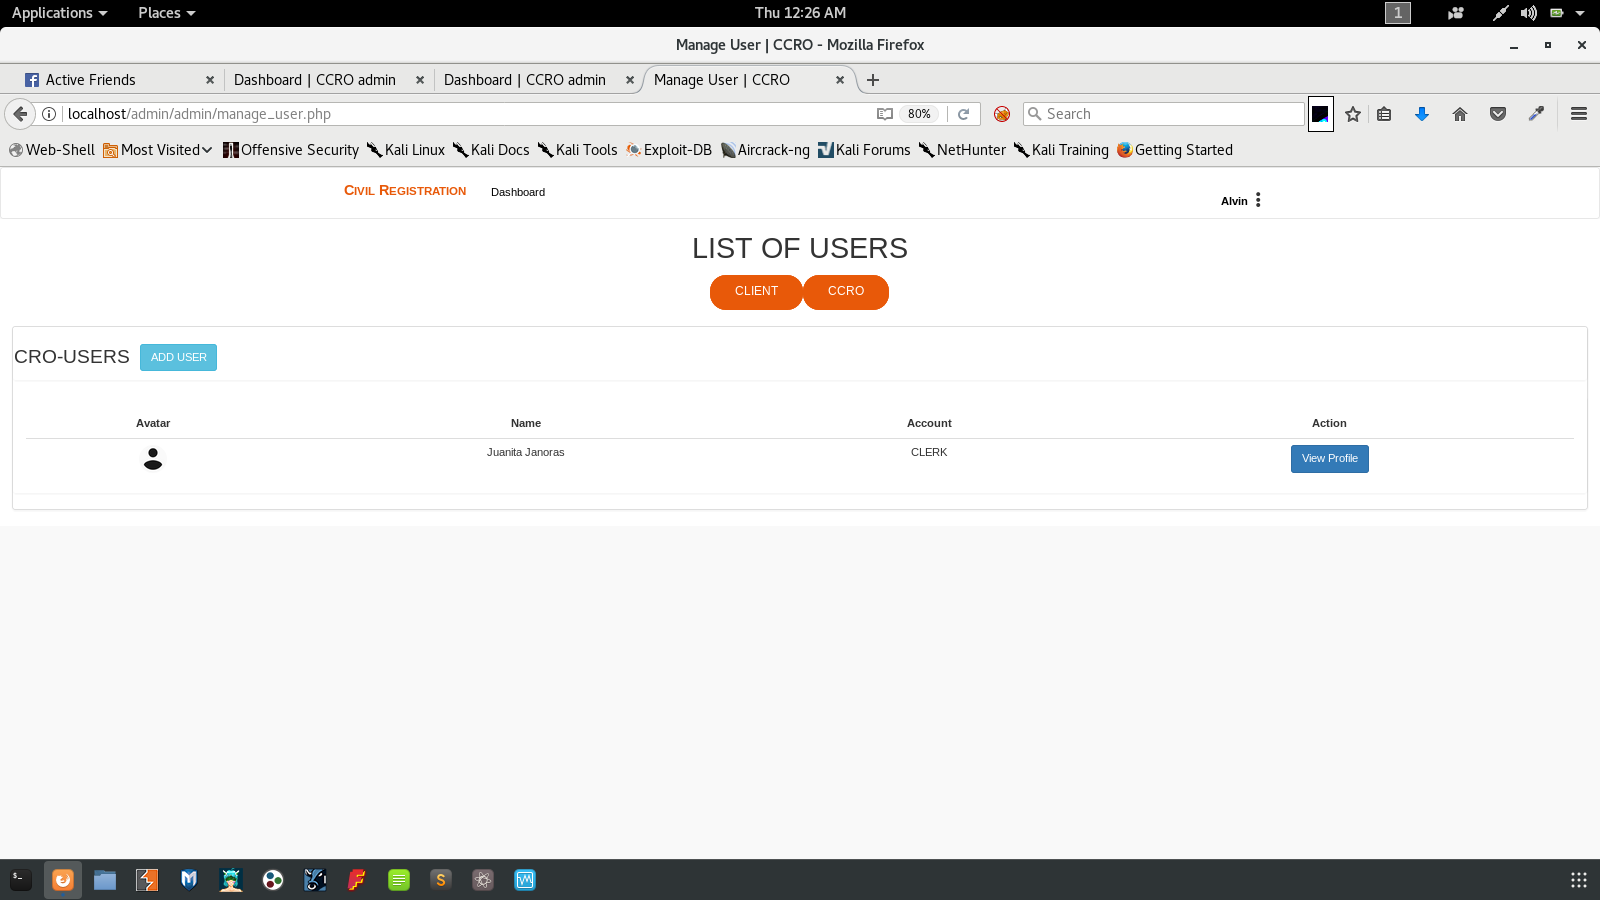 Applications Places Thu 12:26 AM 1
Manage User | CCRO - Mozilla Firefox
Active Friends Dashboard | CCRO admin Dashboard | CCRO admin Manage User | CCRO
localhost/admin/admin/manage_user.php 80% Search
Web-Shell Most Visited Offensive Security Kali Linux Kali Docs Kali Tools Exploit-DB Aircrack-ng Kali Forums NetHunter Kali Training Getting Started
Civil Registration Dashboard Alvin
LIST OF USERS
CLIENT CCRO
CRO-USERS ADD USER
Avatar Name Account Action
Juanita Janoras CLERK View Profile